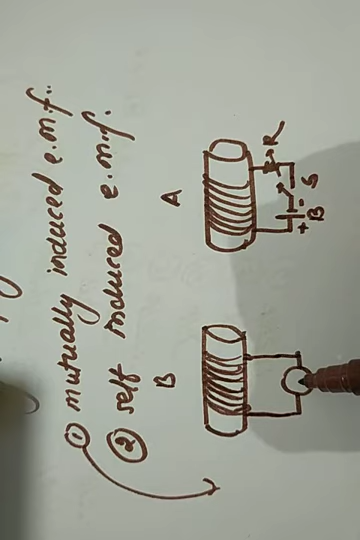 ① mutually induced e.m.f.
② self induced e.m.f.
B
A
R
S
+ B -